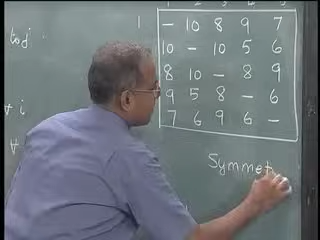 to d
1 - 10 8 9 7
10 - 10 5 6
8 10 - 8 9
9 5 8 - 6
7 6 9 6 -
∀ i
∀
Symmet